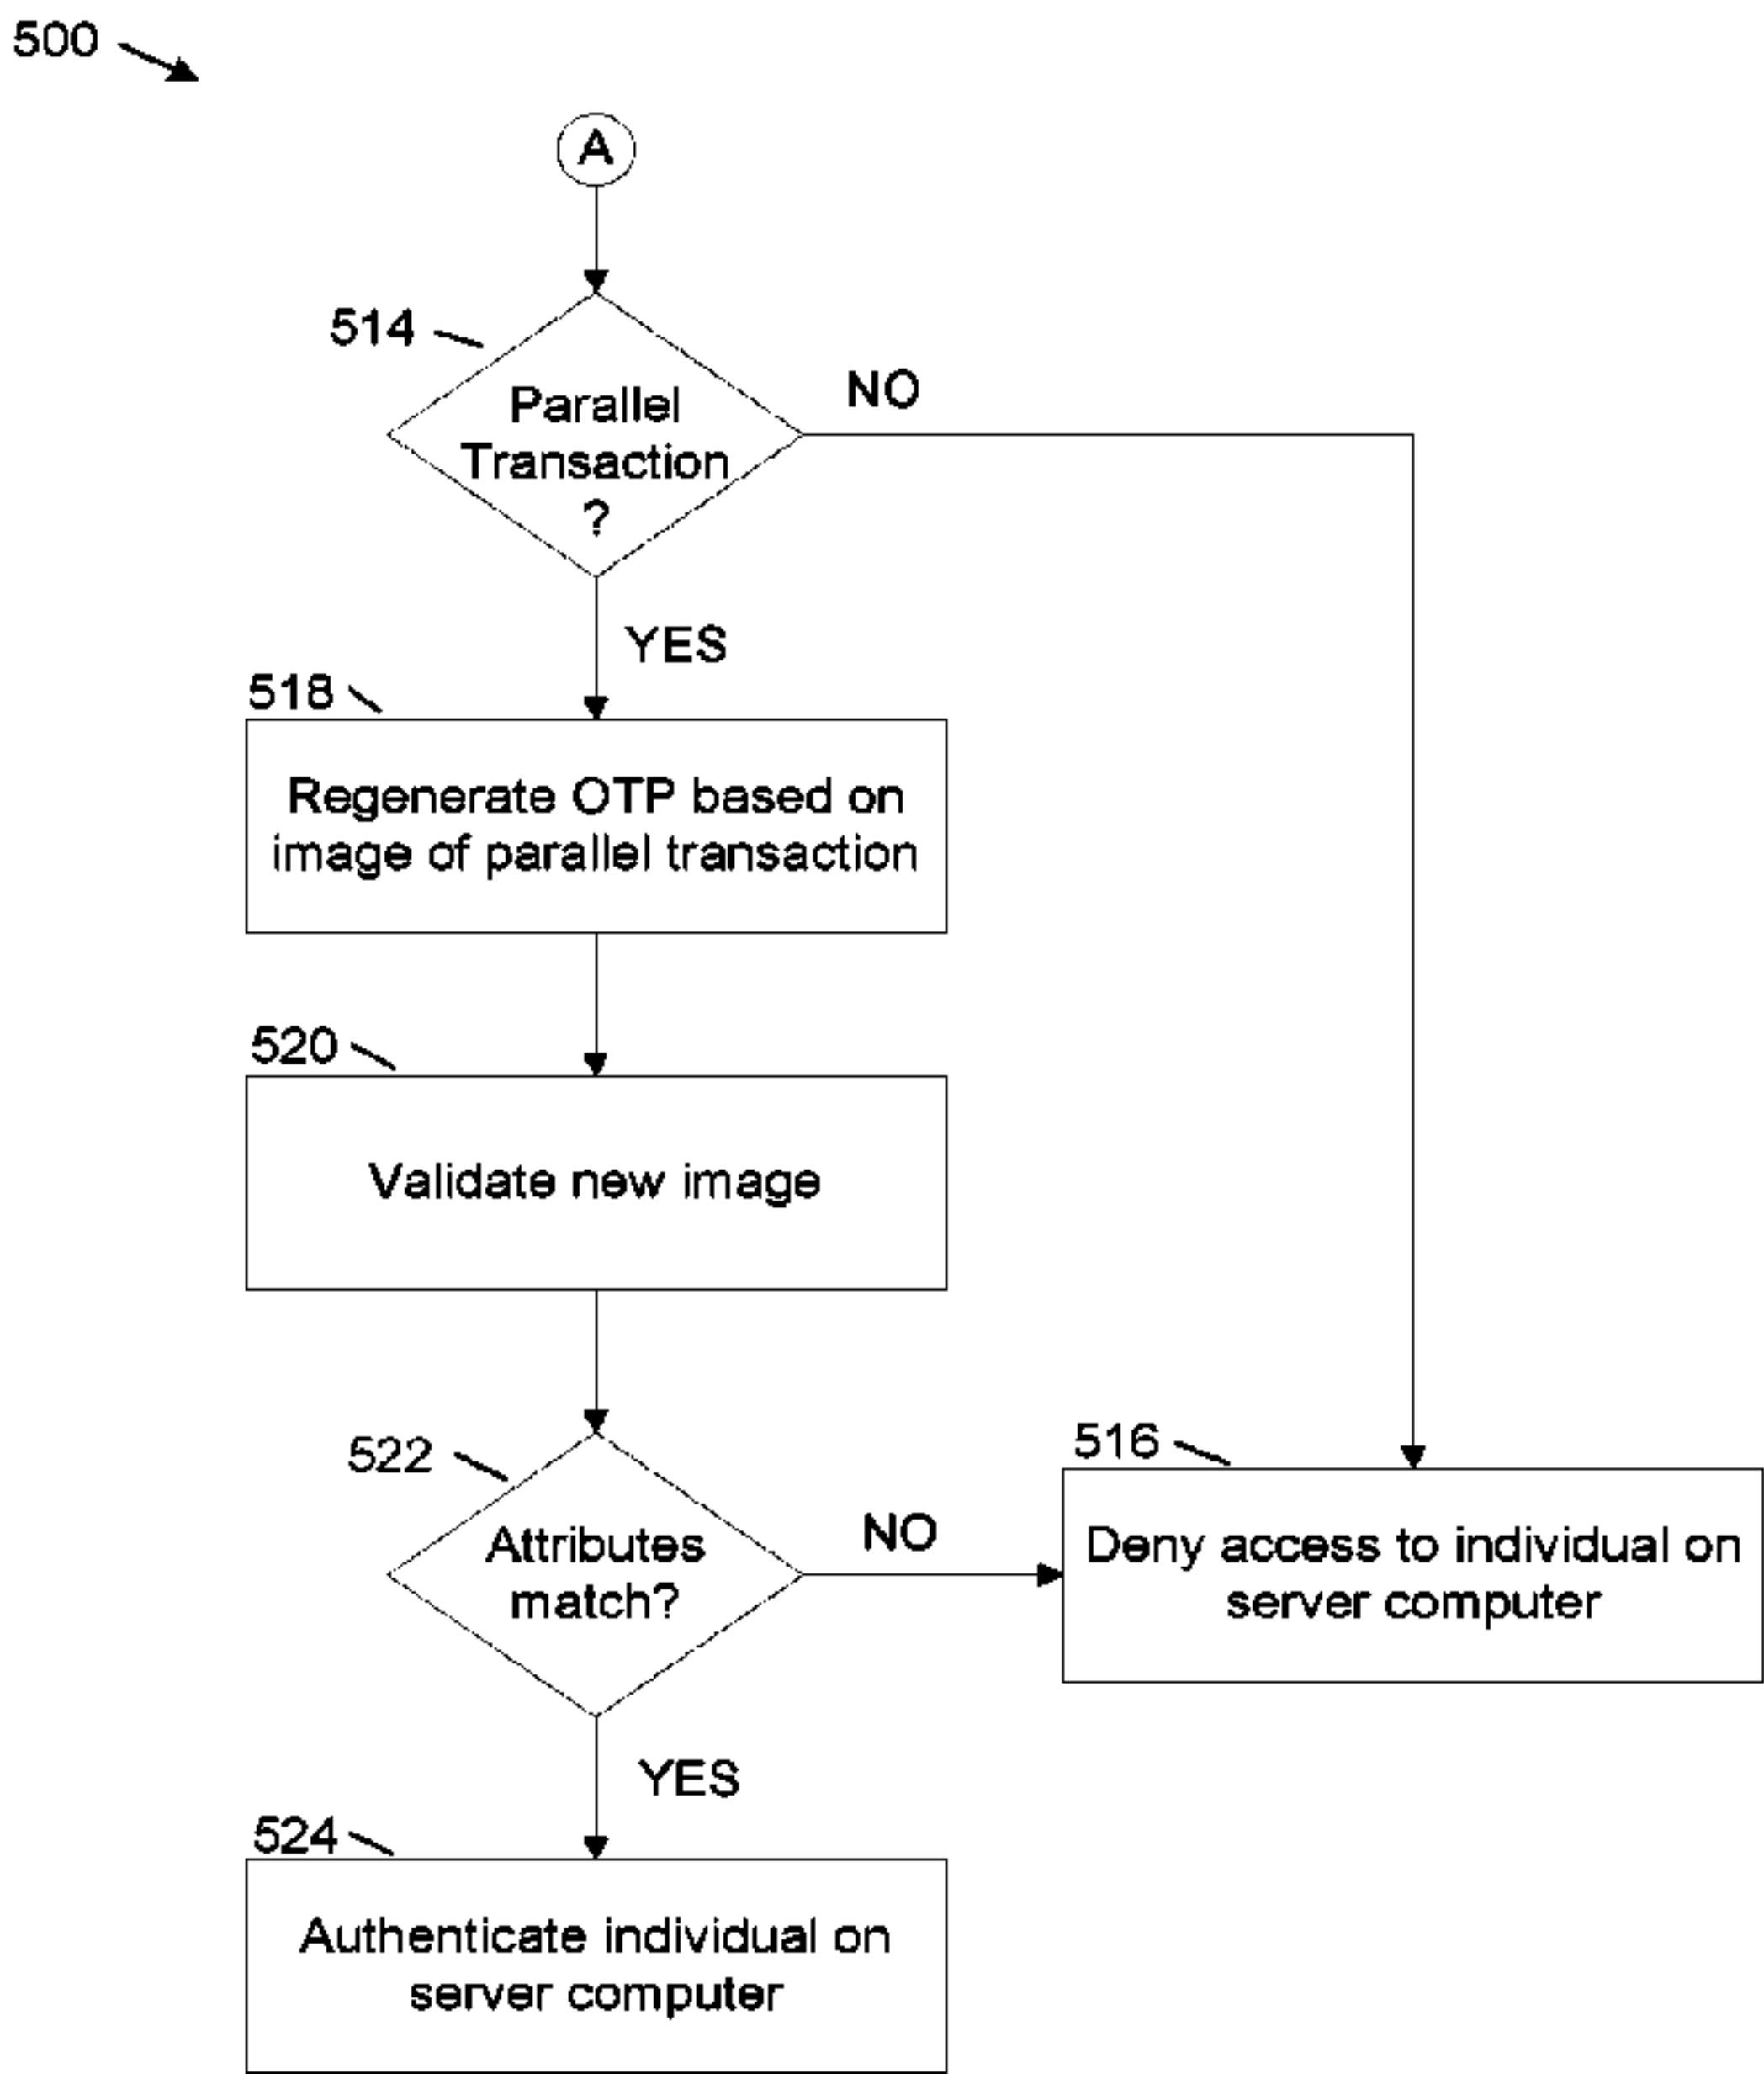 500
A
514
Parallel
Transaction
?
NO
YES
518
Regenerate OTP based on
image of parallel transaction
520
Validate new image
522
Attributes
match?
NO
516
Deny access to individual on
server computer
YES
524
Authenticate individual on
server computer